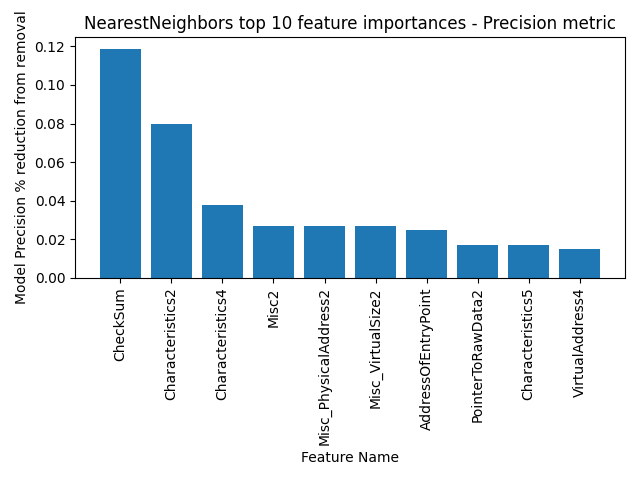 NearestNeighbors top 10 feature importances - Precision metric
Model Precision % reduction from removal
0.12
0.10
0.08
0.06
0.04
0.02
0.00
CheckSum
Characteristics2
Characteristics4
Misc2
Misc_PhysicalAddress2
Misc_VirtualSize2
AddressOfEntryPoint
PointerToRawData2
Characteristics5
VirtualAddress4
Feature Name